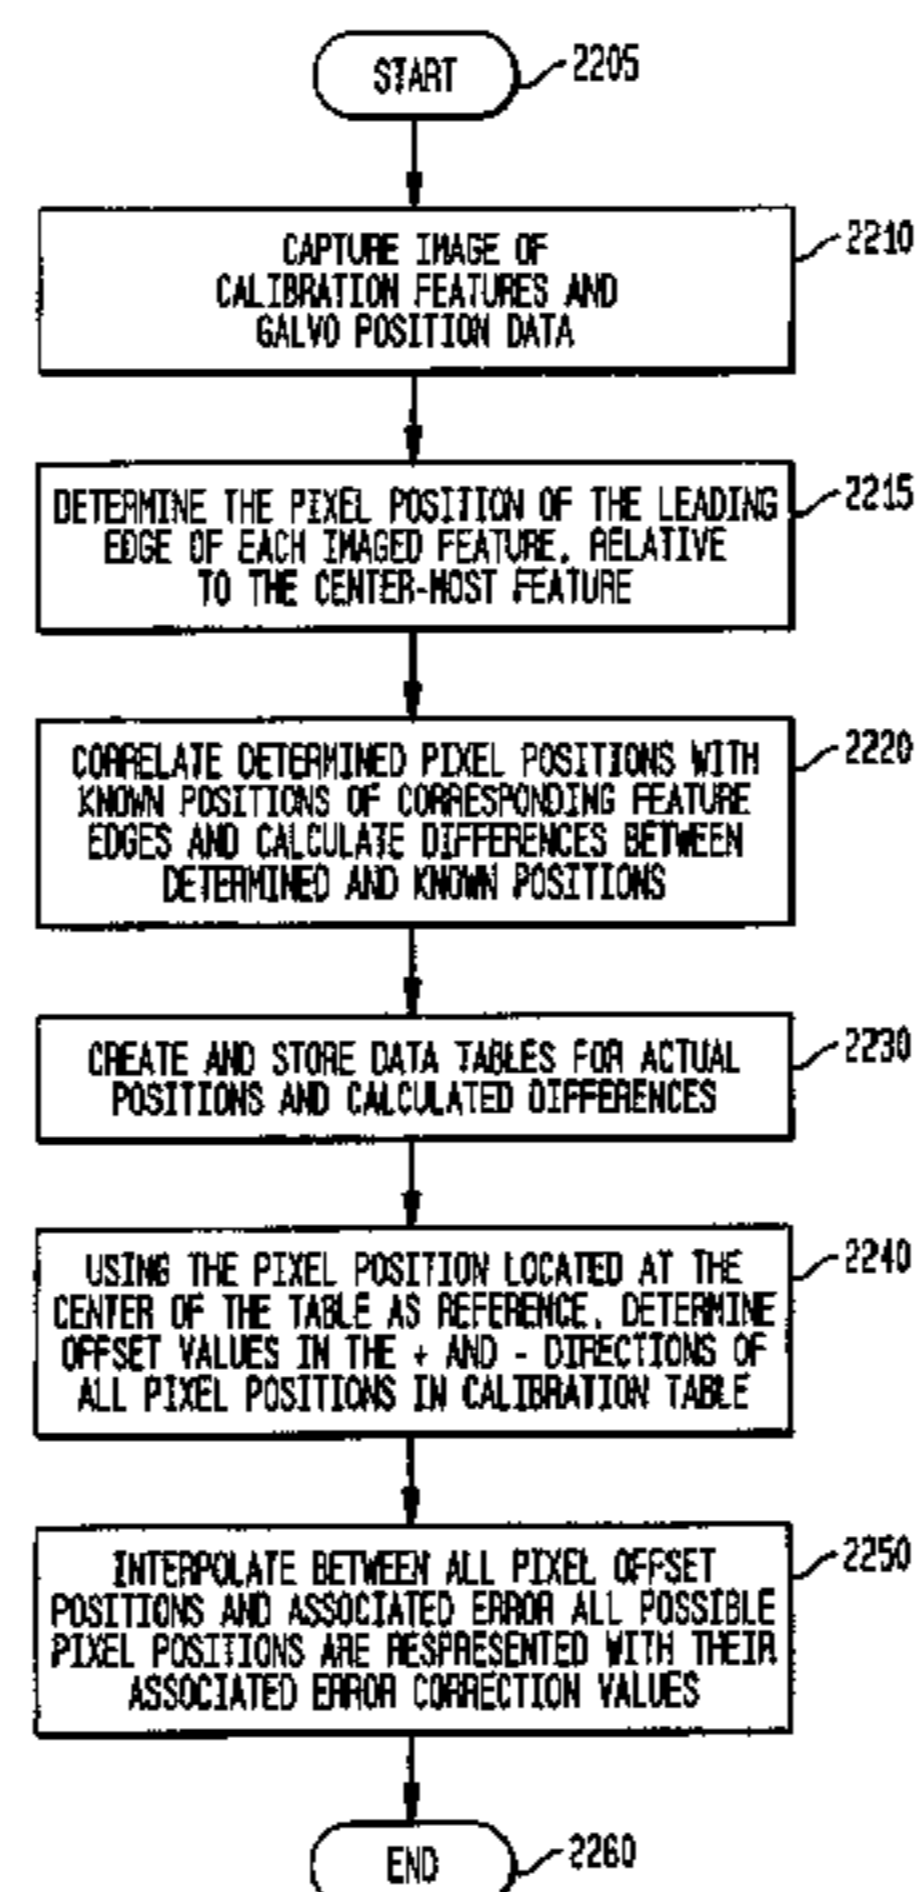 START
2205
CAPTURE IMAGE OF
CALIBRATION FEATURES AND
GALVO POSITION DATA
2210
DETERMINE THE PIXEL POSITION OF THE LEADING
EDGE OF EACH IMAGED FEATURE, RELATIVE
TO THE CENTER-MOST FEATURE
2215
CORRELATE DETERMINED PIXEL POSITIONS WITH
KNOWN POSITIONS OF CORRESPONDING FEATURE
EDGES AND CALCULATE DIFFERENCES BETWEEN
DETERMINED AND KNOWN POSITIONS
2220
CREATE AND STORE DATA TABLES FOR ACTUAL
POSITIONS AND CALCULATED DIFFERENCES
2230
USING THE PIXEL POSITION LOCATED AT THE
CENTER OF THE TABLE AS REFERENCE, DETERMINE
OFFSET VALUES IN THE + AND - DIRECTIONS OF
ALL PIXEL POSITIONS IN CALIBRATION TABLE
2240
INTERPOLATE BETWEEN ALL PIXEL OFFSET
POSITIONS AND ASSOCIATED ERROR ALL POSSIBLE
PIXEL POSITIONS ARE RESPRESENTED WITH THEIR
ASSOCIATED ERROR CORRECTION VALUES
2250
END
2260